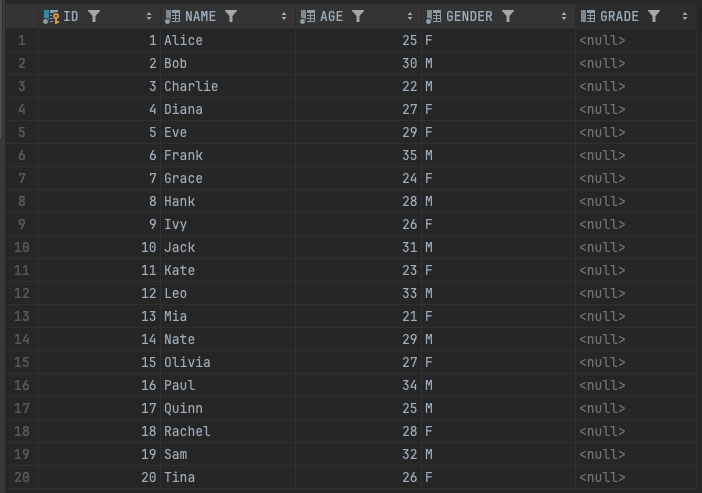 ID NAME AGE GENDER GRADE
1 1 Alice 25 F <null>
2 2 Bob 30 M <null>
3 3 Charlie 22 M <null>
4 4 Diana 27 F <null>
5 5 Eve 29 F <null>
6 6 Frank 35 M <null>
7 7 Grace 24 F <null>
8 8 Hank 28 M <null>
9 9 Ivy 26 F <null>
10 10 Jack 31 M <null>
11 11 Kate 23 F <null>
12 12 Leo 33 M <null>
13 13 Mia 21 F <null>
14 14 Nate 29 M <null>
15 15 Olivia 27 F <null>
16 16 Paul 34 M <null>
17 17 Quinn 25 M <null>
18 18 Rachel 28 F <null>
19 19 Sam 32 M <null>
20 20 Tina 26 F <null>